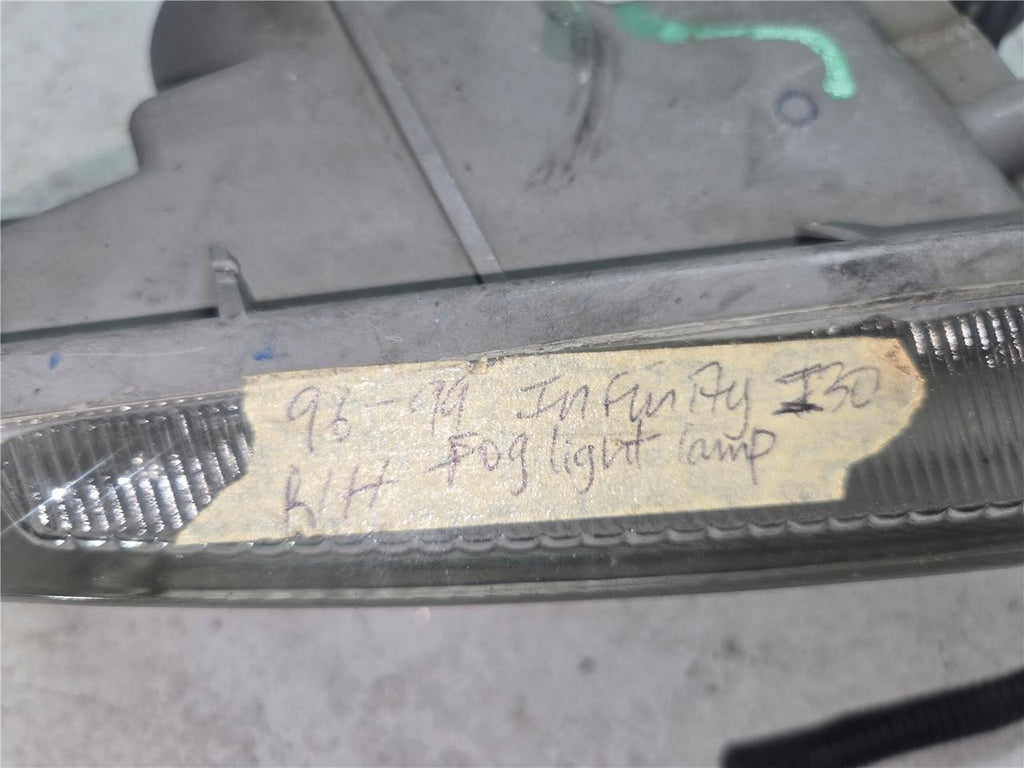 96-99 Infinity I30
R/H Fog light lamp